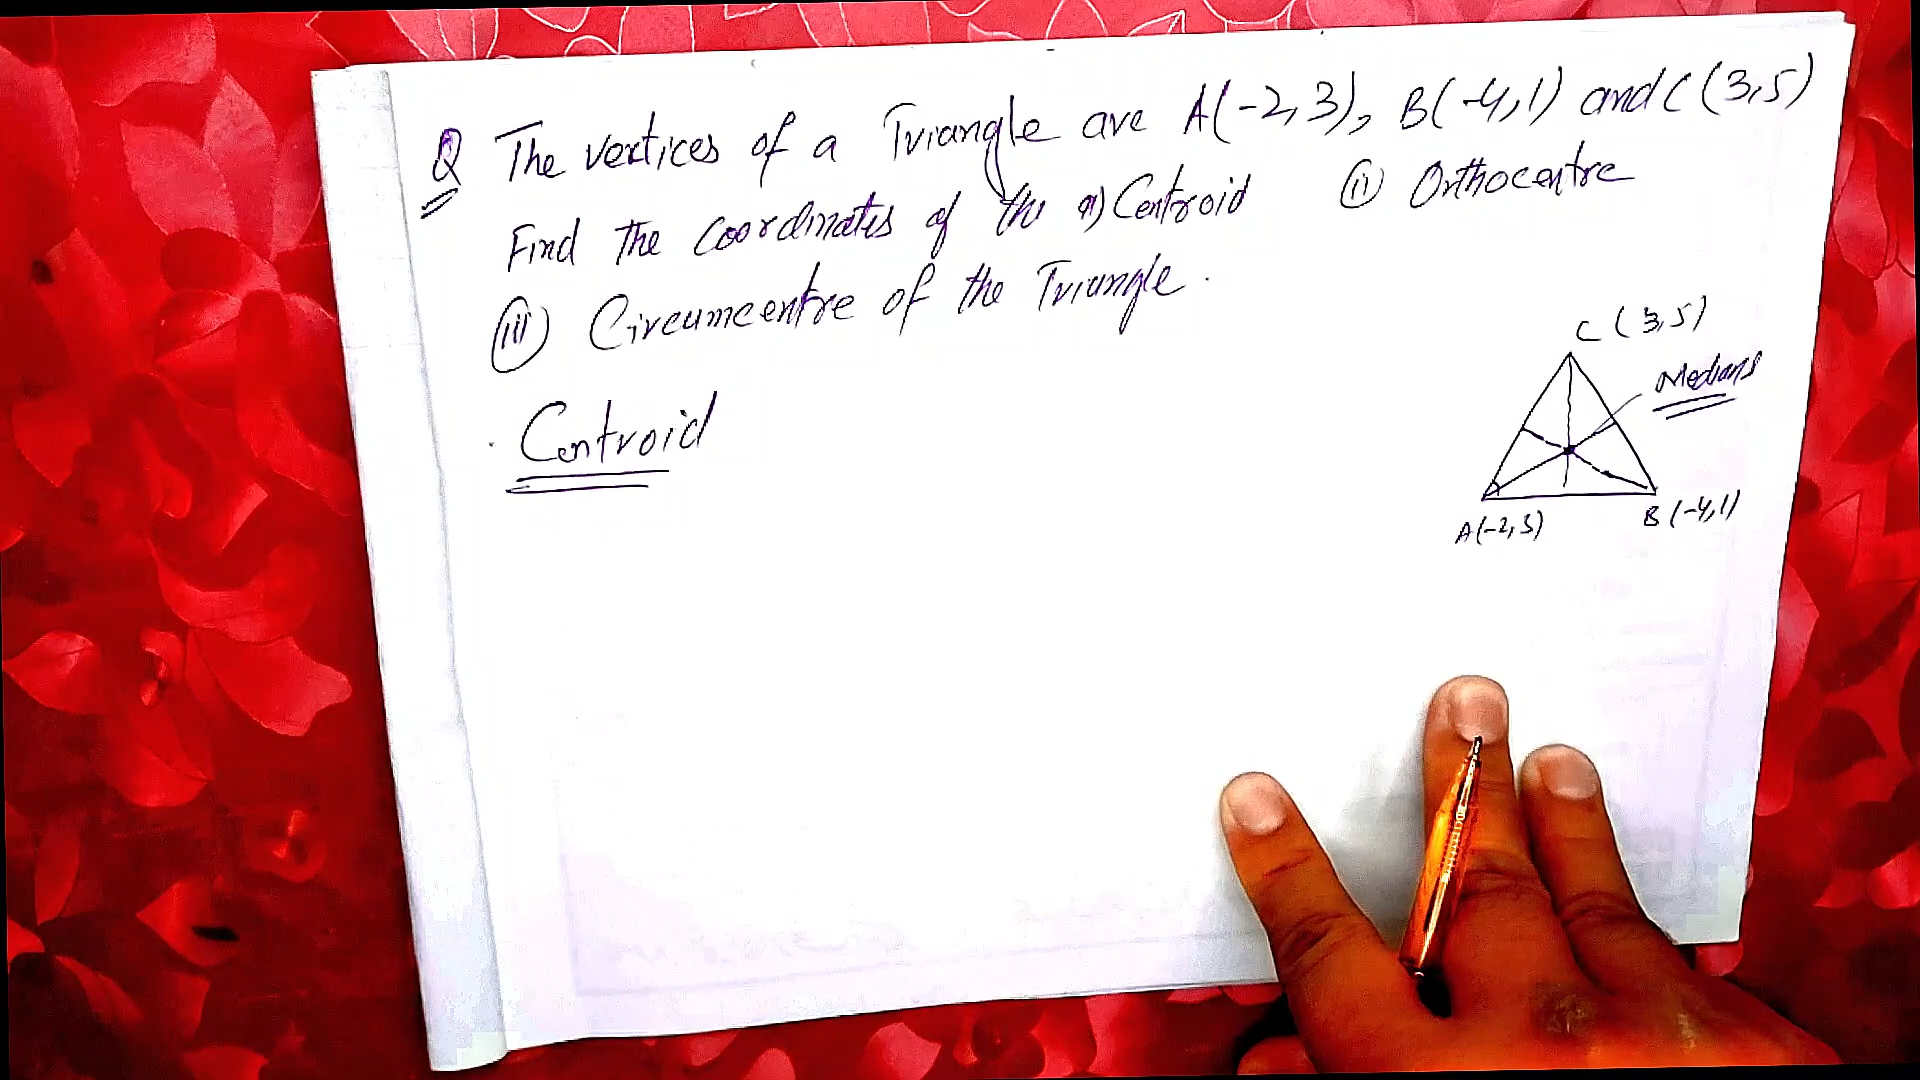 Q The vertices of a Triangle are A(-2,3), B(-4,1) and C(3,5)
Find the coordinates of the a) Centroid (ii) Orthocentre
(iii) Circumcentre of the Triangle.
Centroid
C (3,5)
Medians
A(-2,3)
B(-4,1)